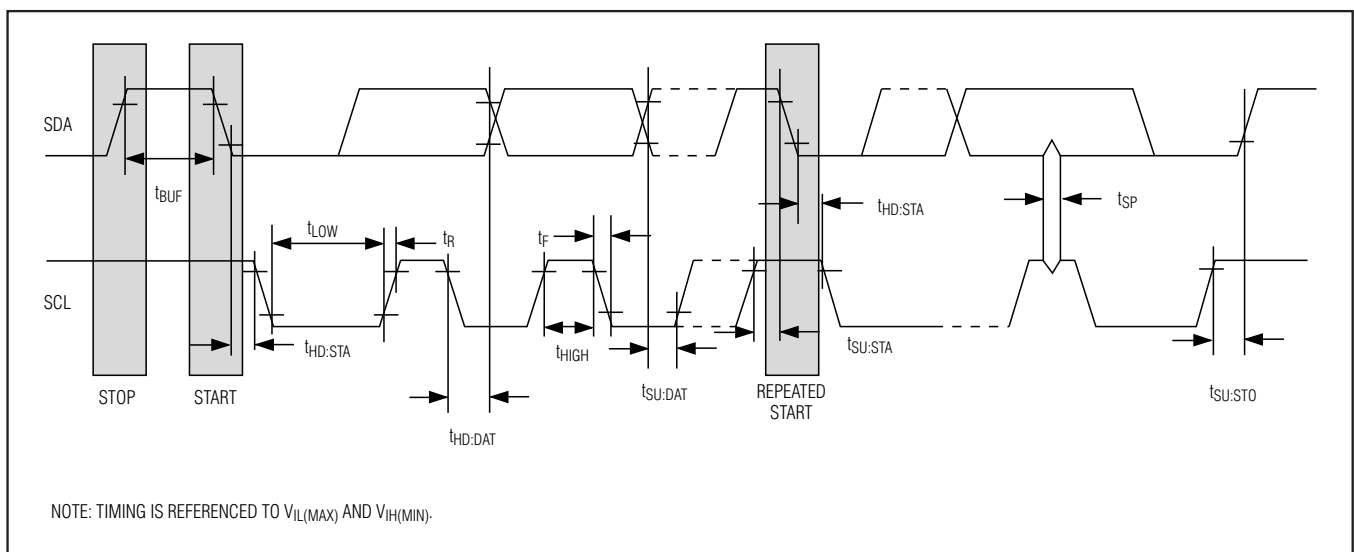 SDA
tBUF
tHD:STA
tSP
tLOW
tR
tF
SCL
tHD:STA
tHIGH
tSU:STA
tSU:DAT
tSU:STO
STOP
START
REPEATED
START
tHD:DAT
NOTE: TIMING IS REFERENCED TO VIL(MAX) AND VIH(MIN).